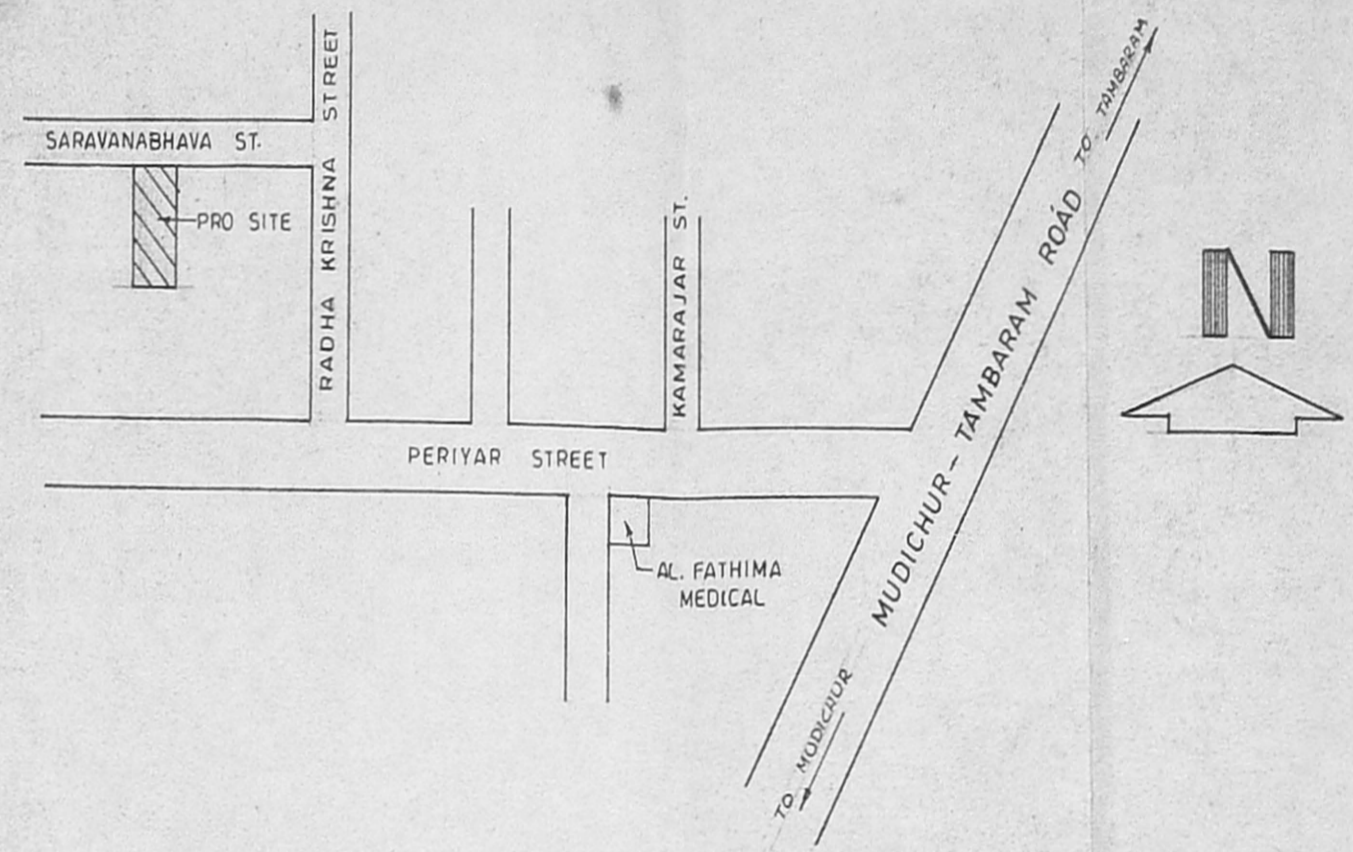 SARAVANABHAVA ST.
PRO SITE
RADHA KRISHNA STREET
KAMARAJAR ST.
PERIYAR STREET
AL. FATHIMA
MEDICAL
MUDICHUR - TAMBARAM ROAD
TO. TAMBARAM
TO MUDICHUR
N